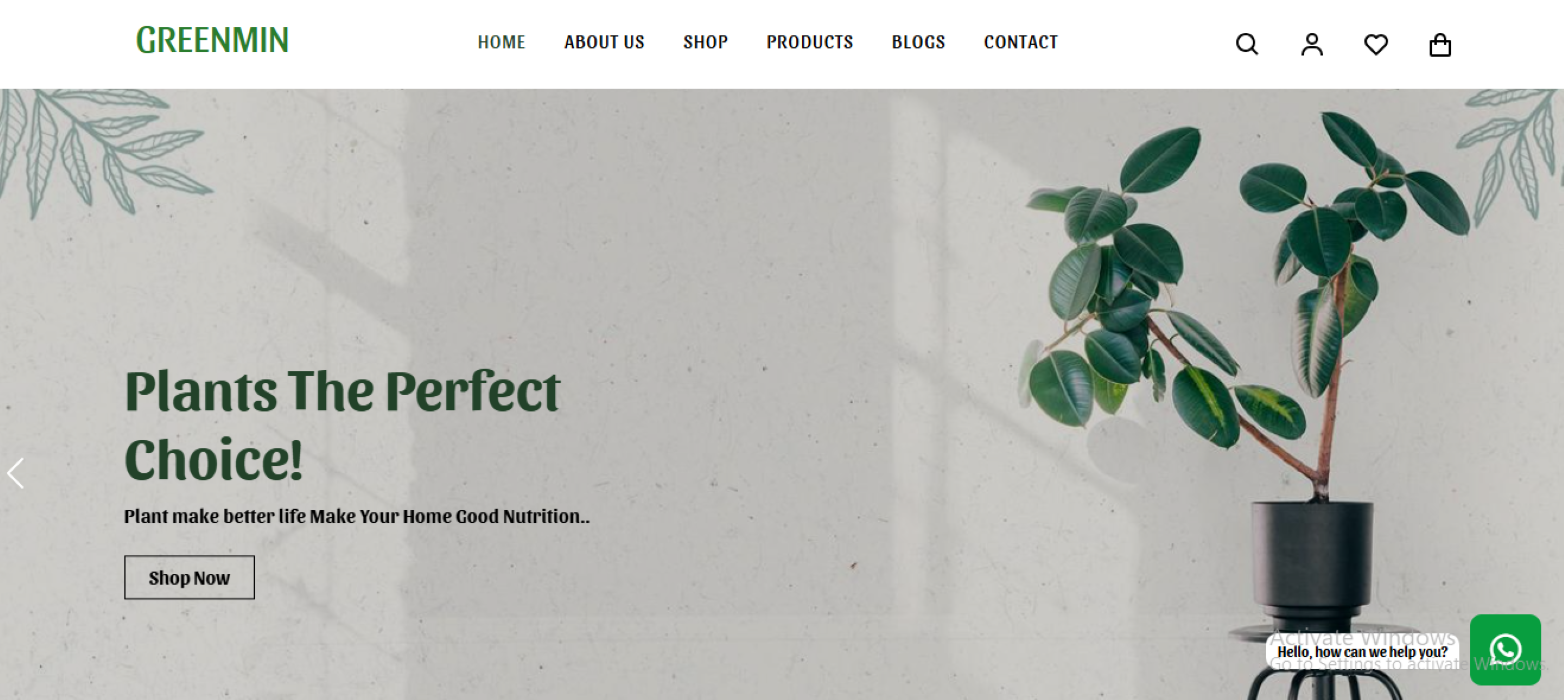 GREENMIN
HOME ABOUT US SHOP PRODUCTS BLOGS CONTACT
Plants The Perfect
Choice!
Plant make better life Make Your Home Good Nutrition..
Shop Now
Activate Windows
Hello, how can we help you?
Go to Settings to activate Windows.